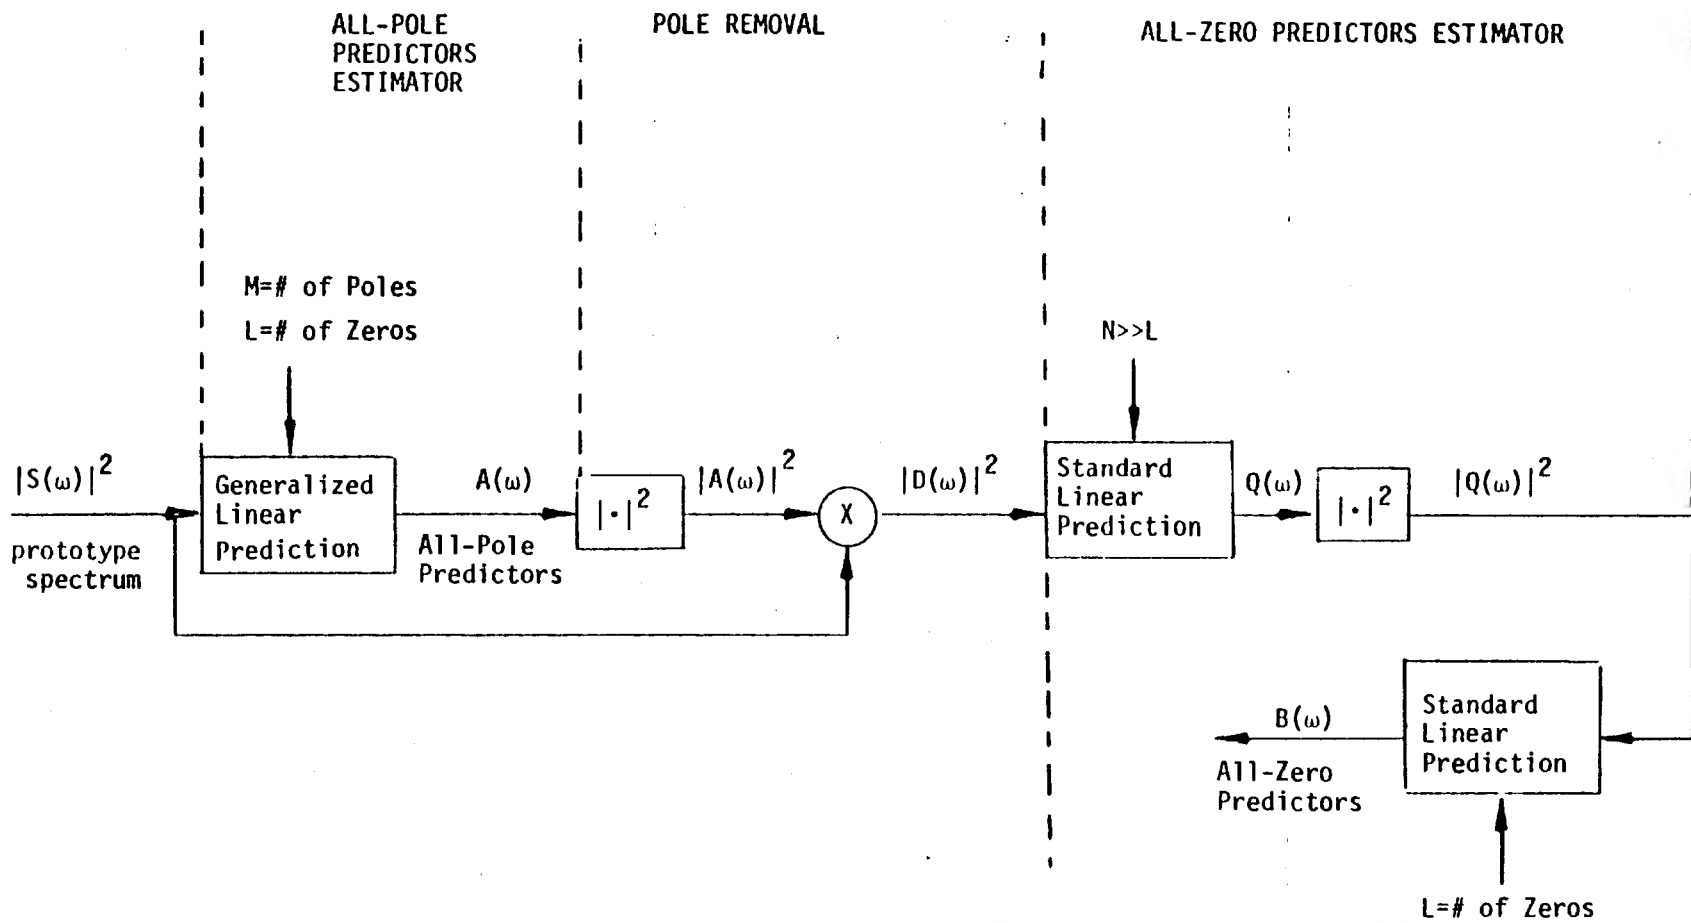 ALL-POLE
PREDICTORS
ESTIMATOR
POLE REMOVAL
ALL-ZERO PREDICTORS ESTIMATOR
M=# of Poles
L=# of Zeros
N>>L
|S(ω)|²
prototype
spectrum
Generalized
Linear
Prediction
A(ω)
All-Pole
Predictors
|·|²
|A(ω)|²
X
|D(ω)|²
Standard
Linear
Prediction
Q(ω)
|·|²
|Q(ω)|²
Standard
Linear
Prediction
B(ω)
All-Zero
Predictors
L=# of Zeros